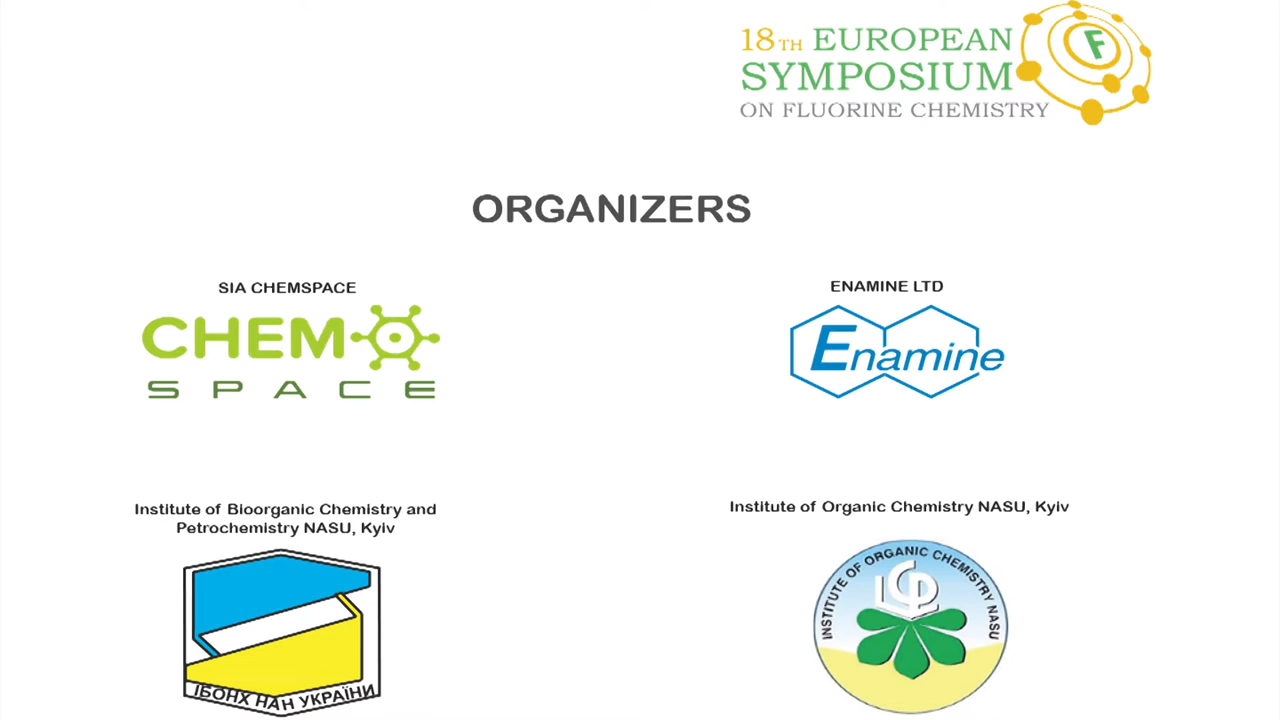 18TH EUROPEAN
SYMPOSIUM
ON FLUORINE CHEMISTRY
F
ORGANIZERS
SIA CHEMSPACE
CHEM
SPACE
ENAMINE LTD
Enamine
Institute of Bioorganic Chemistry and
Petrochemistry NASU, Kyiv
ІБОНХ НАН УКРАЇНИ
Institute of Organic Chemistry NASU, Kyiv
INSTITUTE OF ORGANIC CHEMISTRY NASU